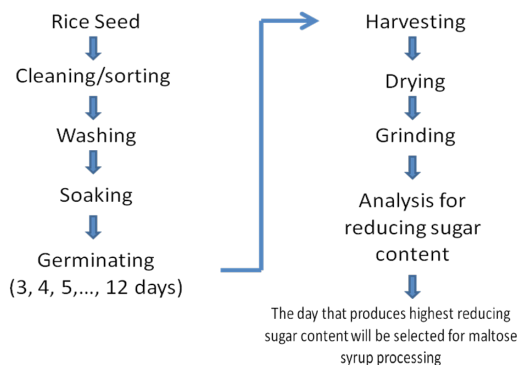 Rice Seed
Cleaning/sorting
Washing
Soaking
Germinating
(3, 4, 5,..., 12 days)
Harvesting
Drying
Grinding
Analysis for
reducing sugar
content
The day that produces highest reducing
sugar content will be selected for maltose
syrup processing